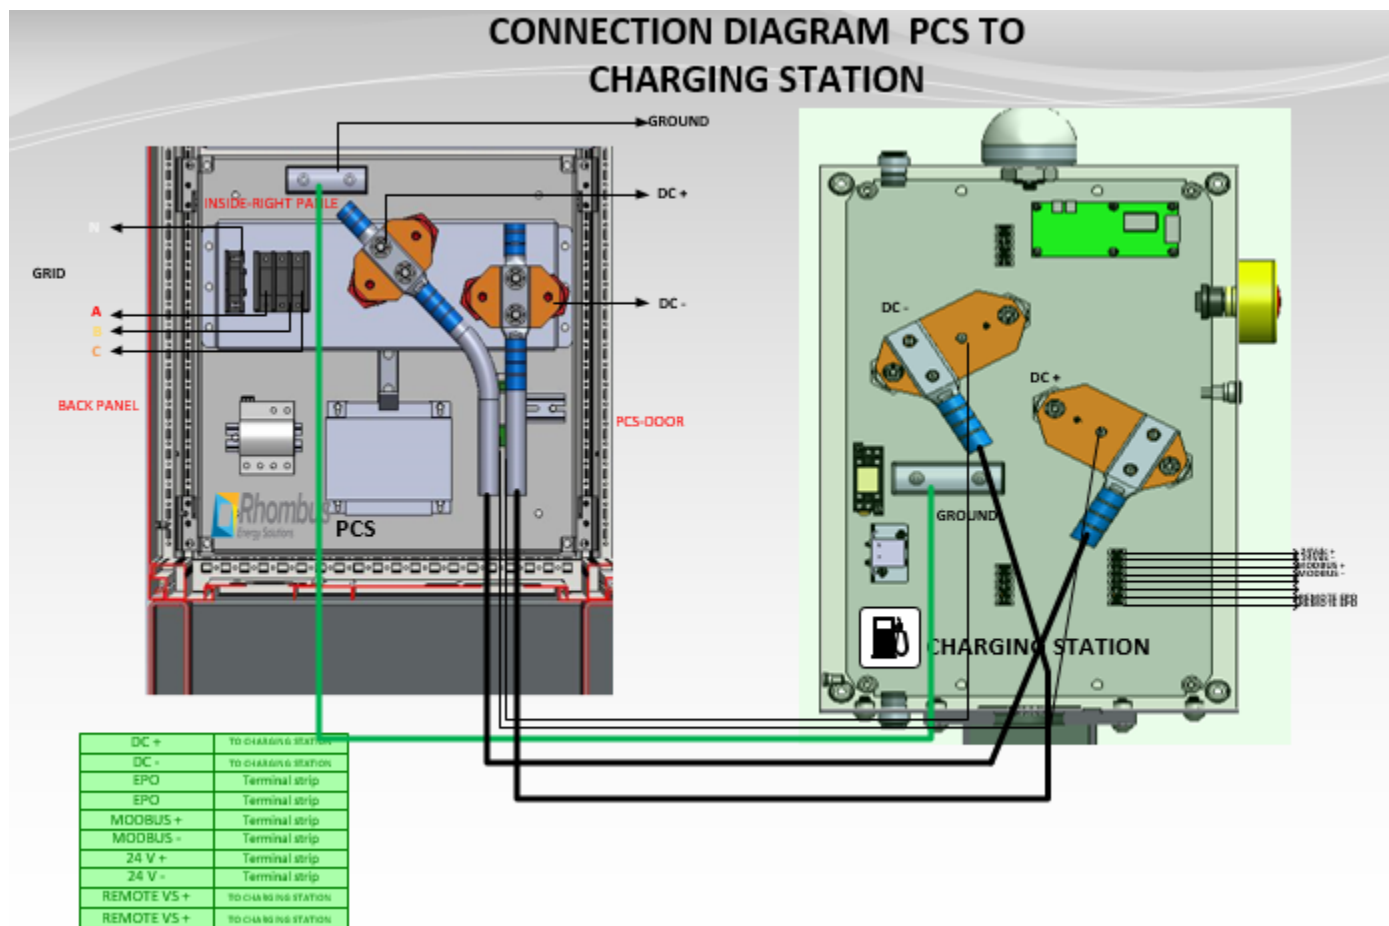 CONNECTION DIAGRAM PCS TO
CHARGING STATION
GROUND
DC +
INSIDE-RIGHT PANLE
N
GRID
DC -
A
B
C
BACK PANEL
PCS-DOOR
Rhombus
Energy Solutions
PCS
DC -
DC +
GROUND
MODBUS +
MODBUS -
CHARGING STATION
DC + TO CHARGING STATION
DC - TO CHARGING STATION
EPO Terminal strip
EPO Terminal strip
MODBUS + Terminal strip
MODBUS - Terminal strip
24 V + Terminal strip
24 V - Terminal strip
REMOTE VS + TO CHARGING STATION
REMOTE VS + TO CHARGING STATION